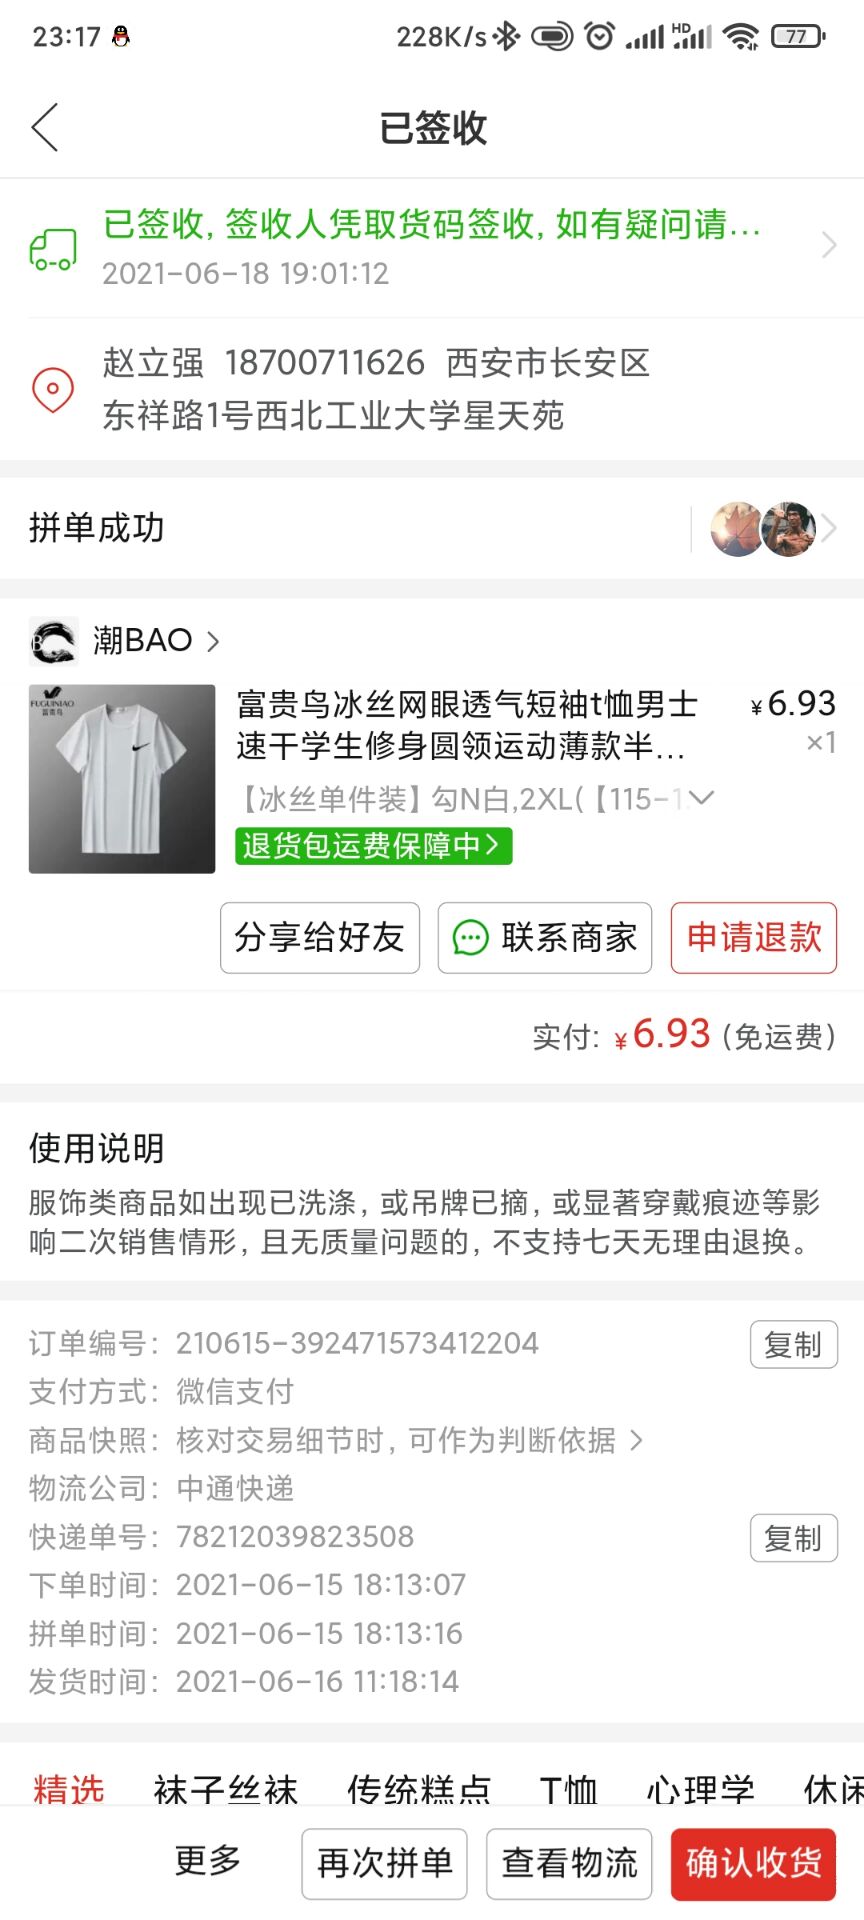 23:17 228K/s HD 77
已签收
已签收, 签收人凭取货码签收, 如有疑问请...
2021-06-18 19:01:12
赵立强 18700711626 西安市长安区
东祥路1号西北工业大学星天苑
拼单成功
潮BAO
FUGUINIAO
富贵鸟
富贵鸟冰丝网眼透气短袖t恤男士 ¥6.93
速干学生修身圆领运动薄款半... ×1
【冰丝单件装】勾N白,2XL(【115-1.
退货包运费保障中
分享给好友 联系商家 申请退款
实付: ¥6.93 (免运费)
使用说明
服饰类商品如出现已洗涤, 或吊牌已摘, 或显著穿戴痕迹等影
响二次销售情形, 且无质量问题的, 不支持七天无理由退换。
订单编号: 210615-392471573412204 复制
支付方式: 微信支付
商品快照: 核对交易细节时, 可作为判断依据
物流公司: 中通快递
快递单号: 78212039823508 复制
下单时间: 2021-06-15 18:13:07
拼单时间: 2021-06-15 18:13:16
发货时间: 2021-06-16 11:18:14
精选 袜子丝袜 传统糕点 T恤 心理学 休闲
更多 再次拼单 查看物流 确认收货